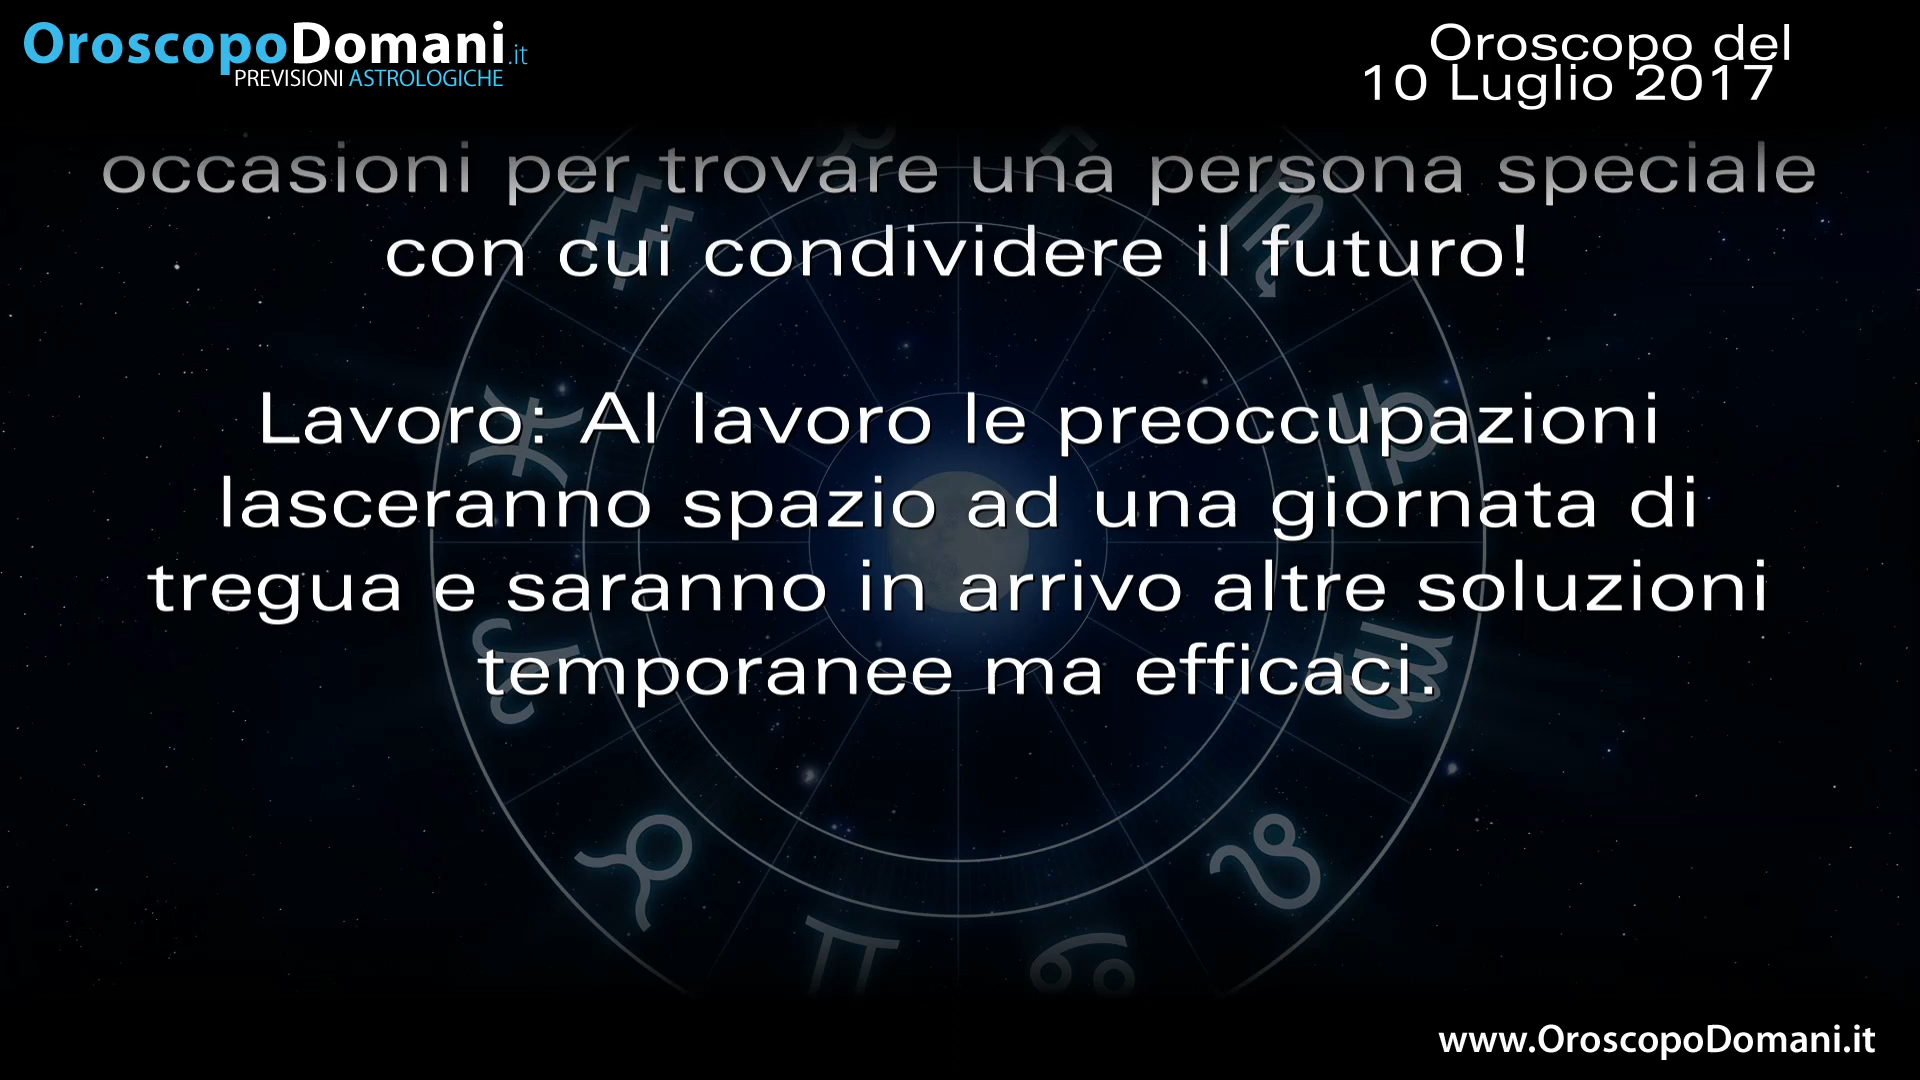 OroscopoDomani.it
PREVISIONI ASTROLOGICHE
Oroscopo del
10 Luglio 2017
occasioni per trovare una persona speciale
con cui condividere il futuro!
Lavoro: Al lavoro le preoccupazioni
lasceranno spazio ad una giornata di
tregua e saranno in arrivo altre soluzioni
temporanee ma efficaci.
www.OroscopoDomani.it